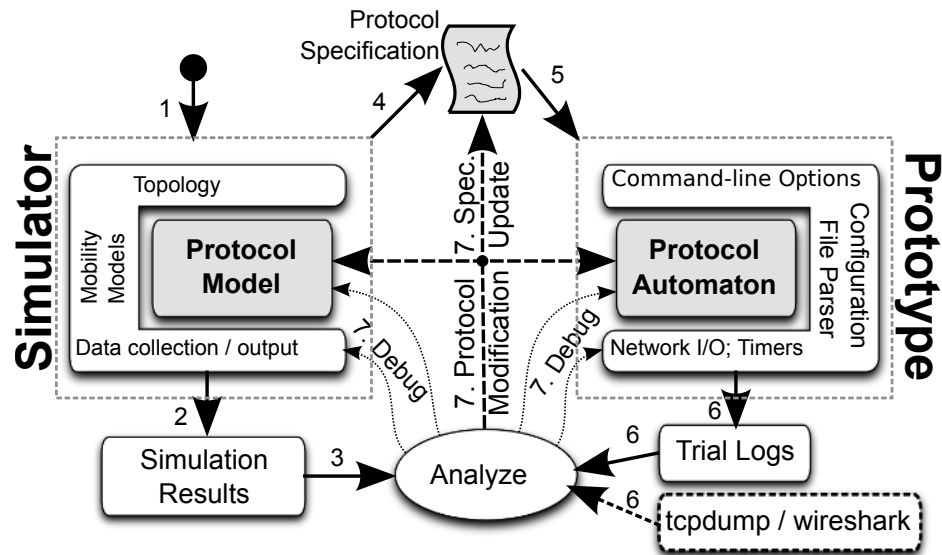 Protocol
Specification
1
4
5
Simulator
Topology
Mobility
Models
Protocol
Model
Data collection / output
7. Spec.
Update
7. Protocol
Modification
7. Debug
7. Debug
Prototype
Command-line Options
Configuration
File Parser
Protocol
Automaton
Network I/O; Timers
2
3
6
6
6
Simulation
Results
Analyze
Trial Logs
tcpdump / wireshark